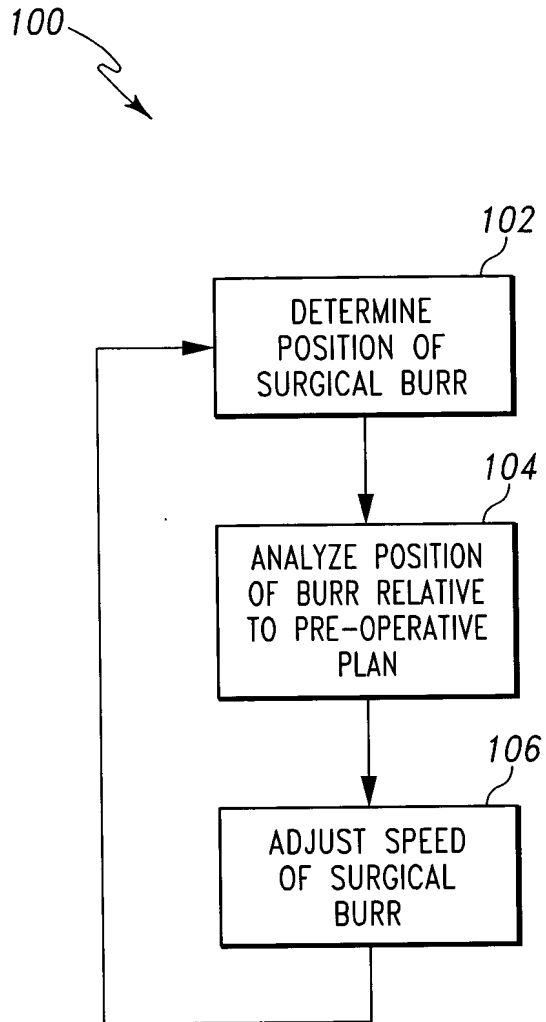 100
102
DETERMINE
POSITION OF
SURGICAL BURR
104
ANALYZE POSITION
OF BURR RELATIVE
TO PRE-OPERATIVE
PLAN
106
ADJUST SPEED
OF SURGICAL
BURR